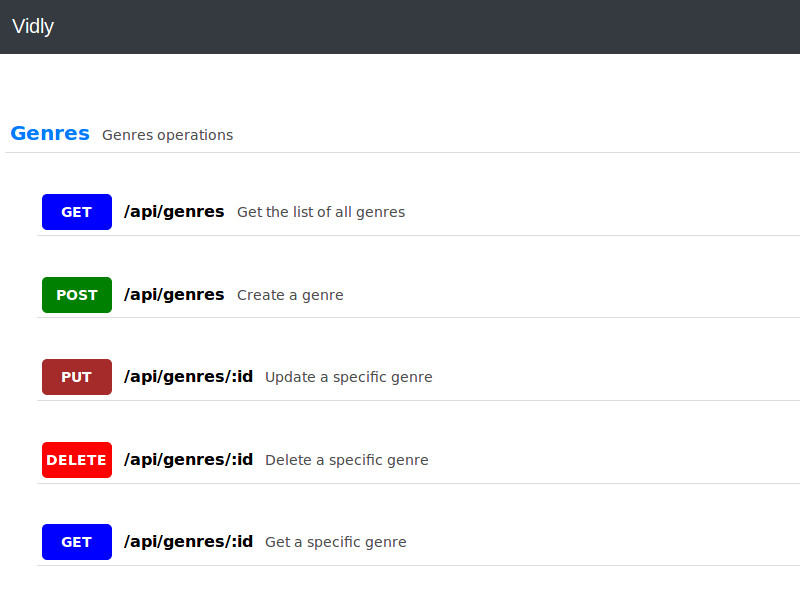 Vidly
Genres Genres operations
GET /api/genres Get the list of all genres
POST /api/genres Create a genre
PUT /api/genres/:id Update a specific genre
DELETE /api/genres/:id Delete a specific genre
GET /api/genres/:id Get a specific genre